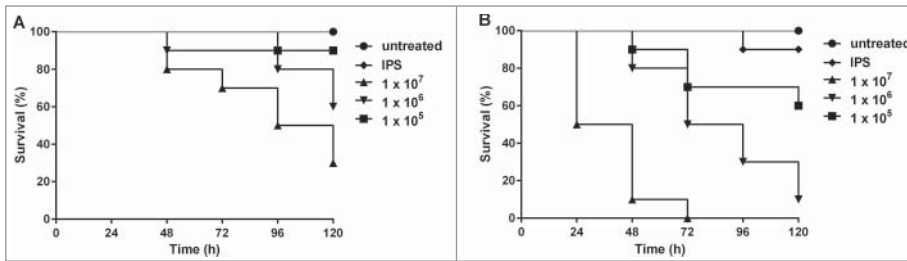 A
100
80
60
40
20
0
Survival (%)
0 24 48 72 96 120
Time (h)
untreated
IPS
1 x 10⁷
1 x 10⁶
1 x 10⁵
B
100
80
60
40
20
0
Survival (%)
0 24 48 72 96 120
Time (h)
untreated
IPS
1 x 10⁷
1 x 10⁶
1 x 10⁵